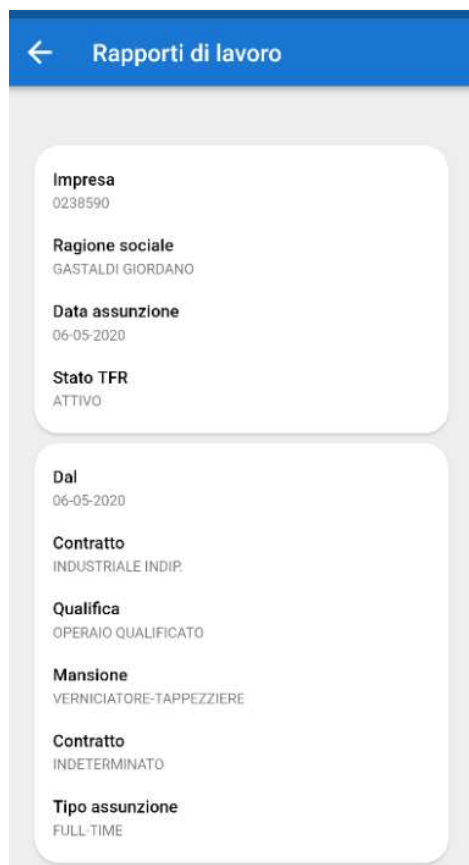 Rapporti di lavoro
Impresa
0238590
Ragione sociale
GASTALDI GIORDANO
Data assunzione
06-05-2020
Stato TFR
ATTIVO
Dal
06-05-2020
Contratto
INDUSTRIALE INDIP.
Qualifica
OPERAIO QUALIFICATO
Mansione
VERNICIATORE-TAPPEZZIERE
Contratto
INDETERMINATO
Tipo assunzione
FULL-TIME